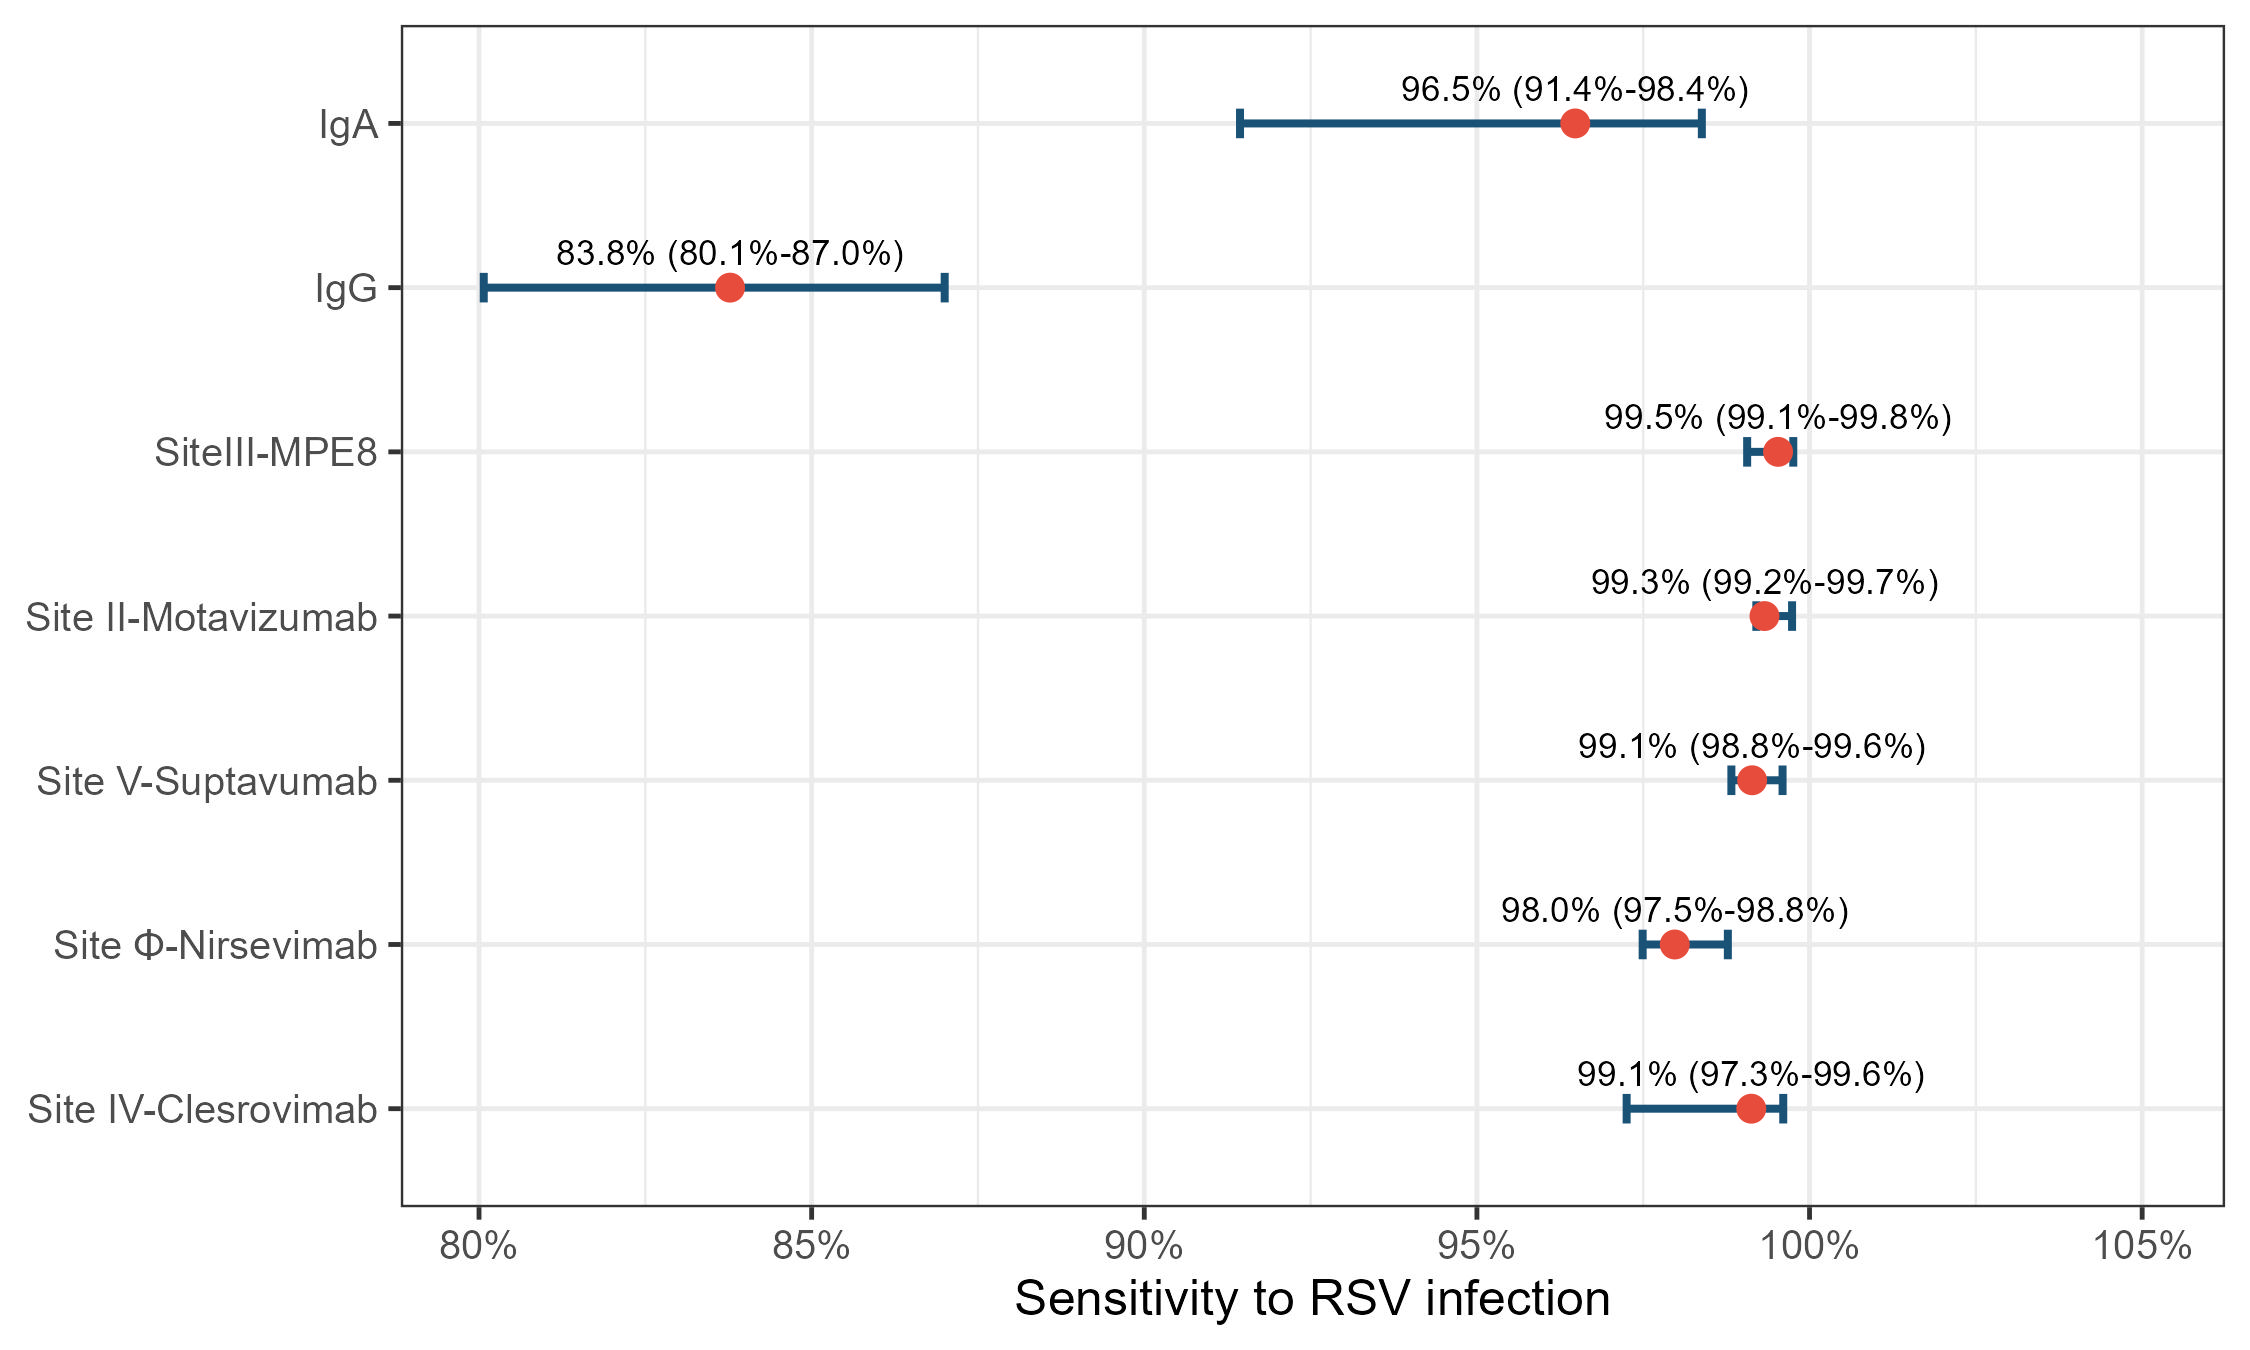 96.5% (91.4%-98.4%)
IgA
83.8% (80.1%-87.0%)
IgG
99.5% (99.1%-99.8%)
SiteIII-MPE8
99.3% (99.2%-99.7%)
Site II-Motavizumab
99.1% (98.8%-99.6%)
Site V-Suptavumab
98.0% (97.5%-98.8%)
Site Φ-Nirsevimab
99.1% (97.3%-99.6%)
Site IV-Clesrovimab
80% 85% 90% 95% 100% 105%
Sensitivity to RSV infection